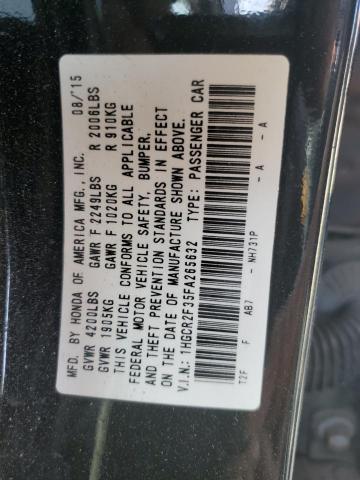 MFD. BY HONDA OF AMERICA MFG., INC. 08/15
GVWR 4200LBS GAWR F 2249LBS R 2006LBS
GVWR 1905KG GAWR F 1020KG R 910KG
THIS VEHICLE CONFORMS TO ALL APPLICABLE
FEDERAL MOTOR VEHICLE SAFETY, BUMPER,
AND THEFT PREVENTION STANDARDS IN EFFECT
ON THE DATE OF MANUFACTURE SHOWN ABOVE.
V.I.N.: 1HGCR2F35FA265632 TYPE: PASSENGER CAR
F AB7 - NH731P - A
T2F - A